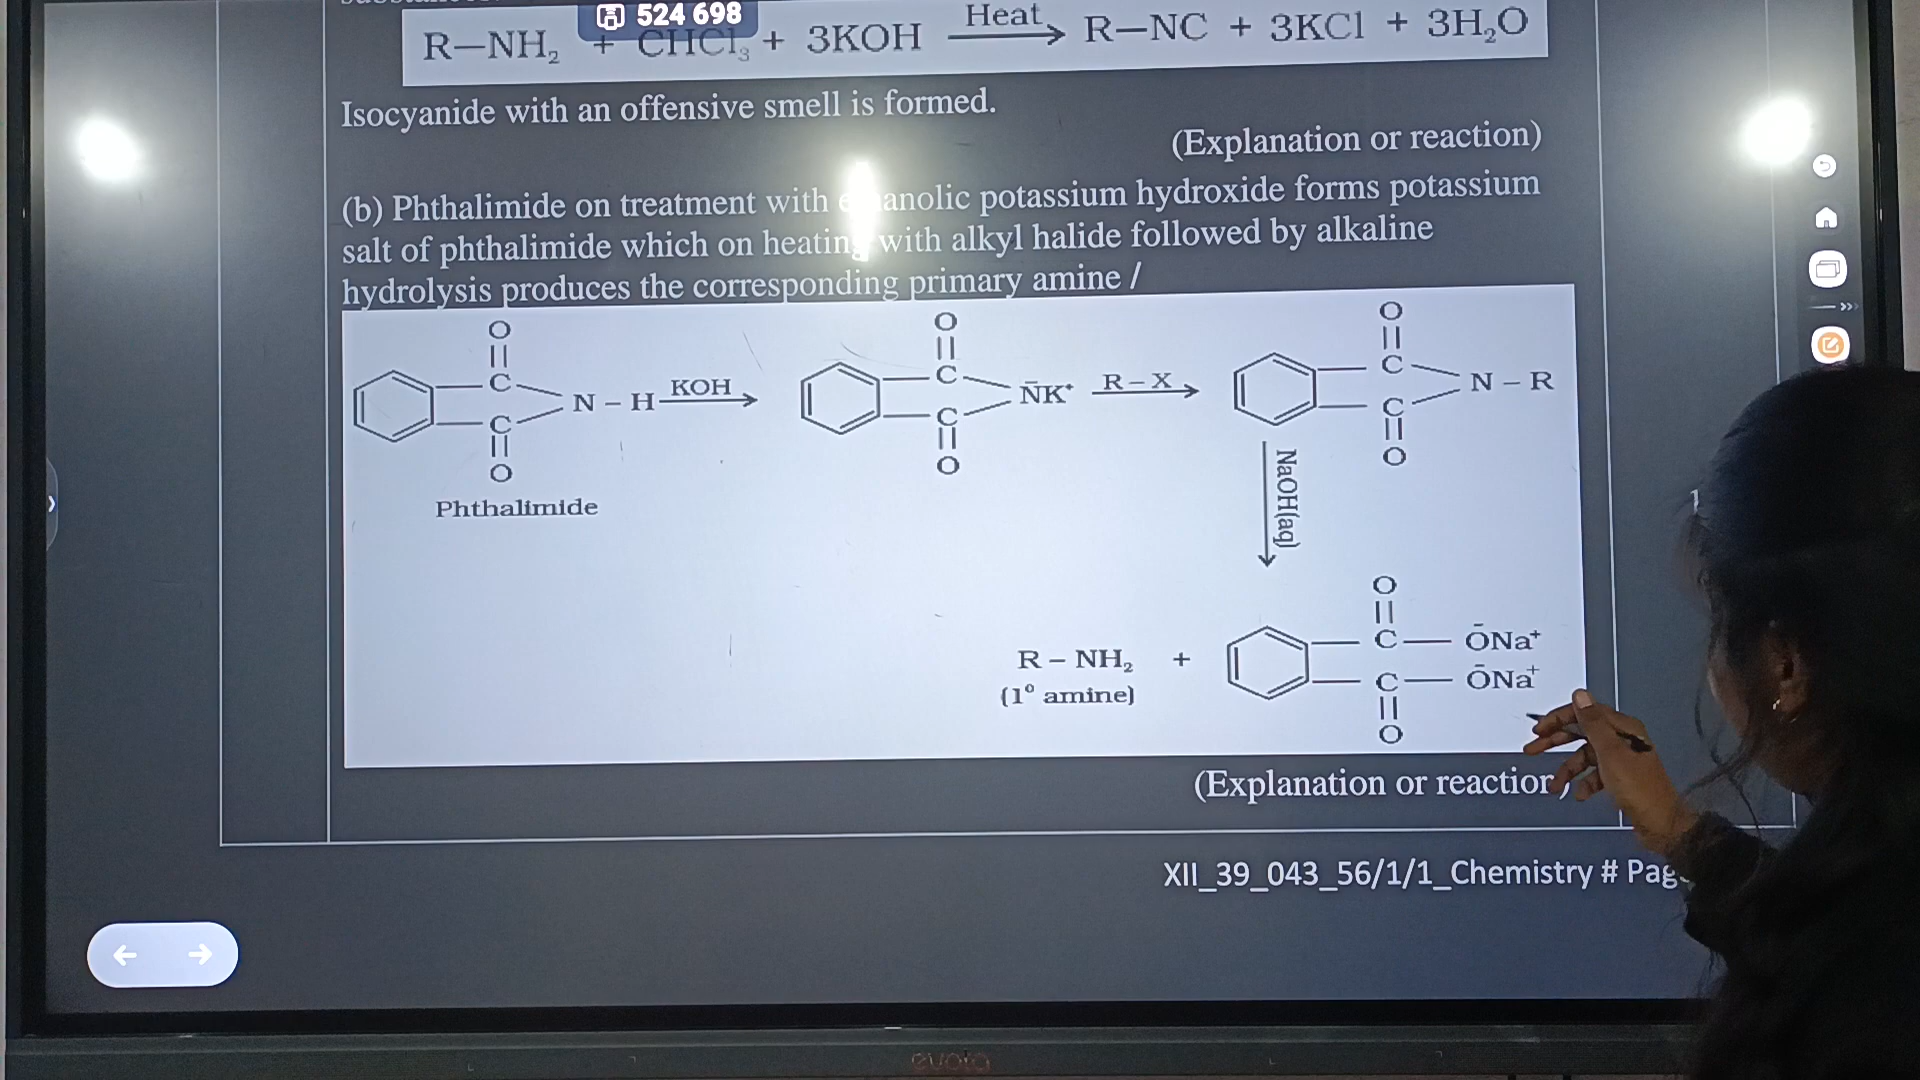 524 698
R—NH₂ + CHCl₃ + 3KOH Heat R—NC + 3KCl + 3H₂O
Isocyanide with an offensive smell is formed.
(Explanation or reaction)
(b) Phthalimide on treatment with potassium hydroxide forms potassium
salt of phthalimide which on heating with alkyl halide followed by alkaline
hydrolysis produces the corresponding primary amine /
O O O
C C C
N – H KOH N̄K⁺ R – X N – R
C C C
O O O
Phthalimide
NaOH(aq)
O
C ŌNa⁺
R – NH₂ +
C ŌNa⁺
(1° amine)
O
(Explanation or reaction)
XII_39_043_56/1/1_Chemistry #
evota